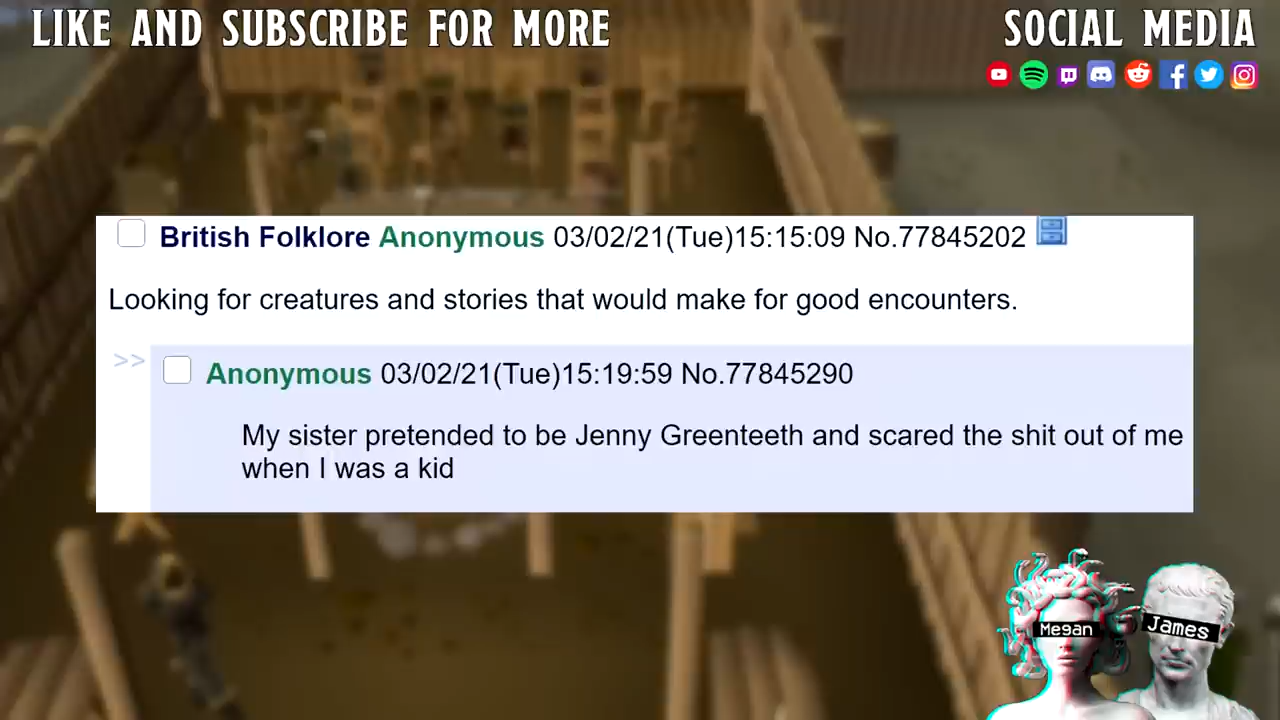 LIKE AND SUBSCRIBE FOR MORE
SOCIAL MEDIA
British Folklore Anonymous 03/02/21(Tue)15:15:09 No.77845202
Looking for creatures and stories that would make for good encounters.
>> Anonymous 03/02/21(Tue)15:19:59 No.77845290
My sister pretended to be Jenny Greenteeth and scared the shit out of me
when I was a kid
Megan
James